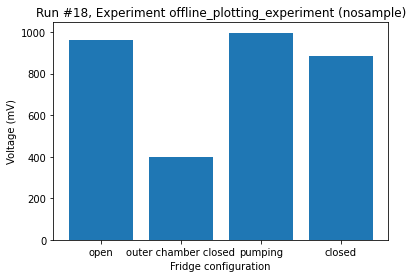 Run #18, Experiment offline_plotting_experiment (nosample)
1000
800
600
400
200
0
Voltage (mV)
open outer chamber closed pumping closed
Fridge configuration